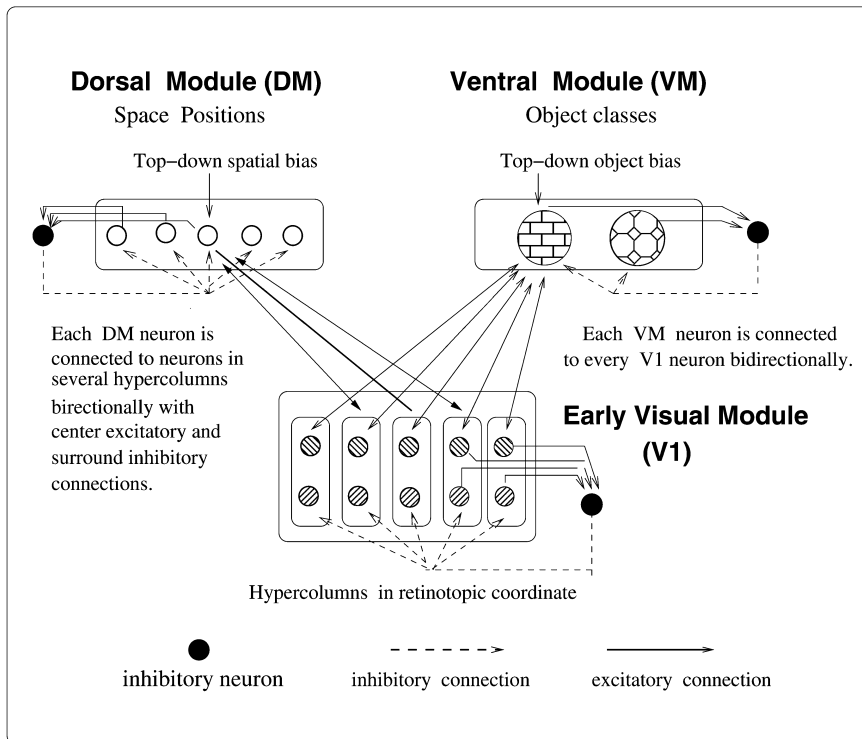 Dorsal Module (DM)
Space Positions
Top-down spatial bias
Ventral Module (VM)
Object classes
Top-down object bias
Each DM neuron is
connected to neurons in
several hypercolumns
birectionally with
center excitatory and
surround inhibitory
connections.
Each VM neuron is connected
to every V1 neuron bidirectionally.
Early Visual Module
(V1)
Hypercolumns in retinotopic coordinate
inhibitory neuron
inhibitory connection
excitatory connection